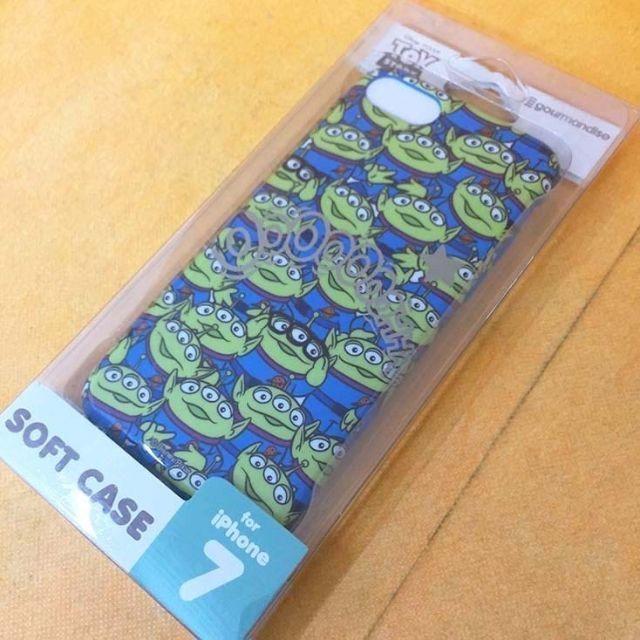 TOY
gourmandise
SOFT CASE
for
iPhone
7